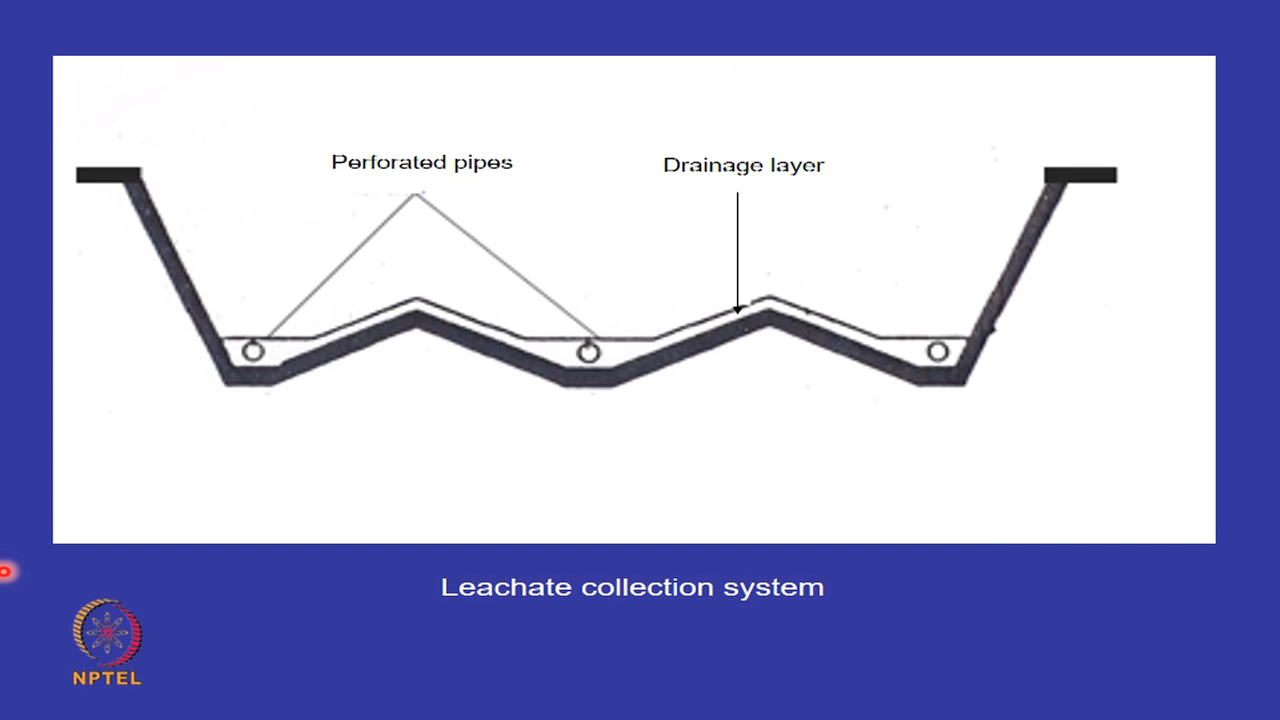 Perforated pipes
Drainage layer
Leachate collection system
NPTEL